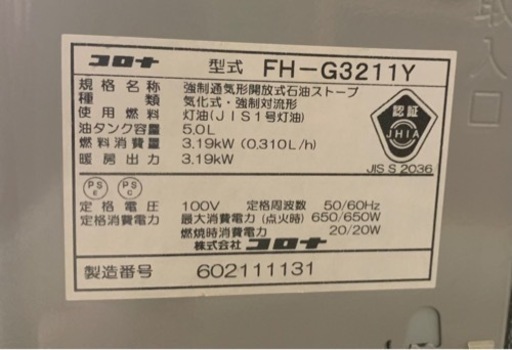 コロナ 型式 FH-G3211Y
規格名称 強制通気形開放式石油ストーブ
種類 気化式・強制対流形
使用燃料 灯油(JIS1号灯油)
油タンク容量 5.0L
燃料消費量 3.19kW (0.310L/h)
暖房出力 3.19kW
認証
JHIA
JIS S 2036
PS E PS C
定格電圧 100V 定格周波数 50/60Hz
定格消費電力 最大消費電力(点火時) 650/650W
燃焼時消費電力 20/20W
株式会社コロナ
製造番号 602111131
入口